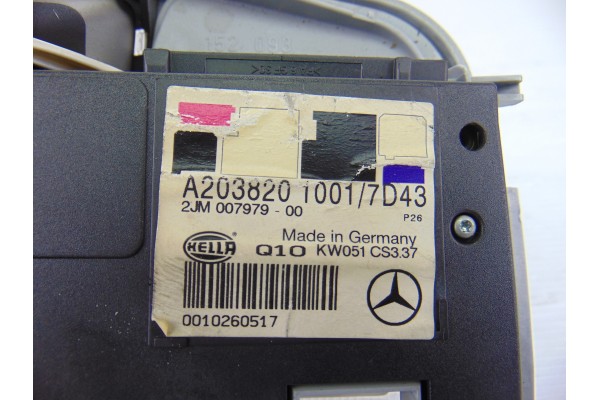 A203820 1001/7D43
2JM 007979 - 00
P26
Made in Germany
HELLA Q10 KW051 CS3.37
0010260517